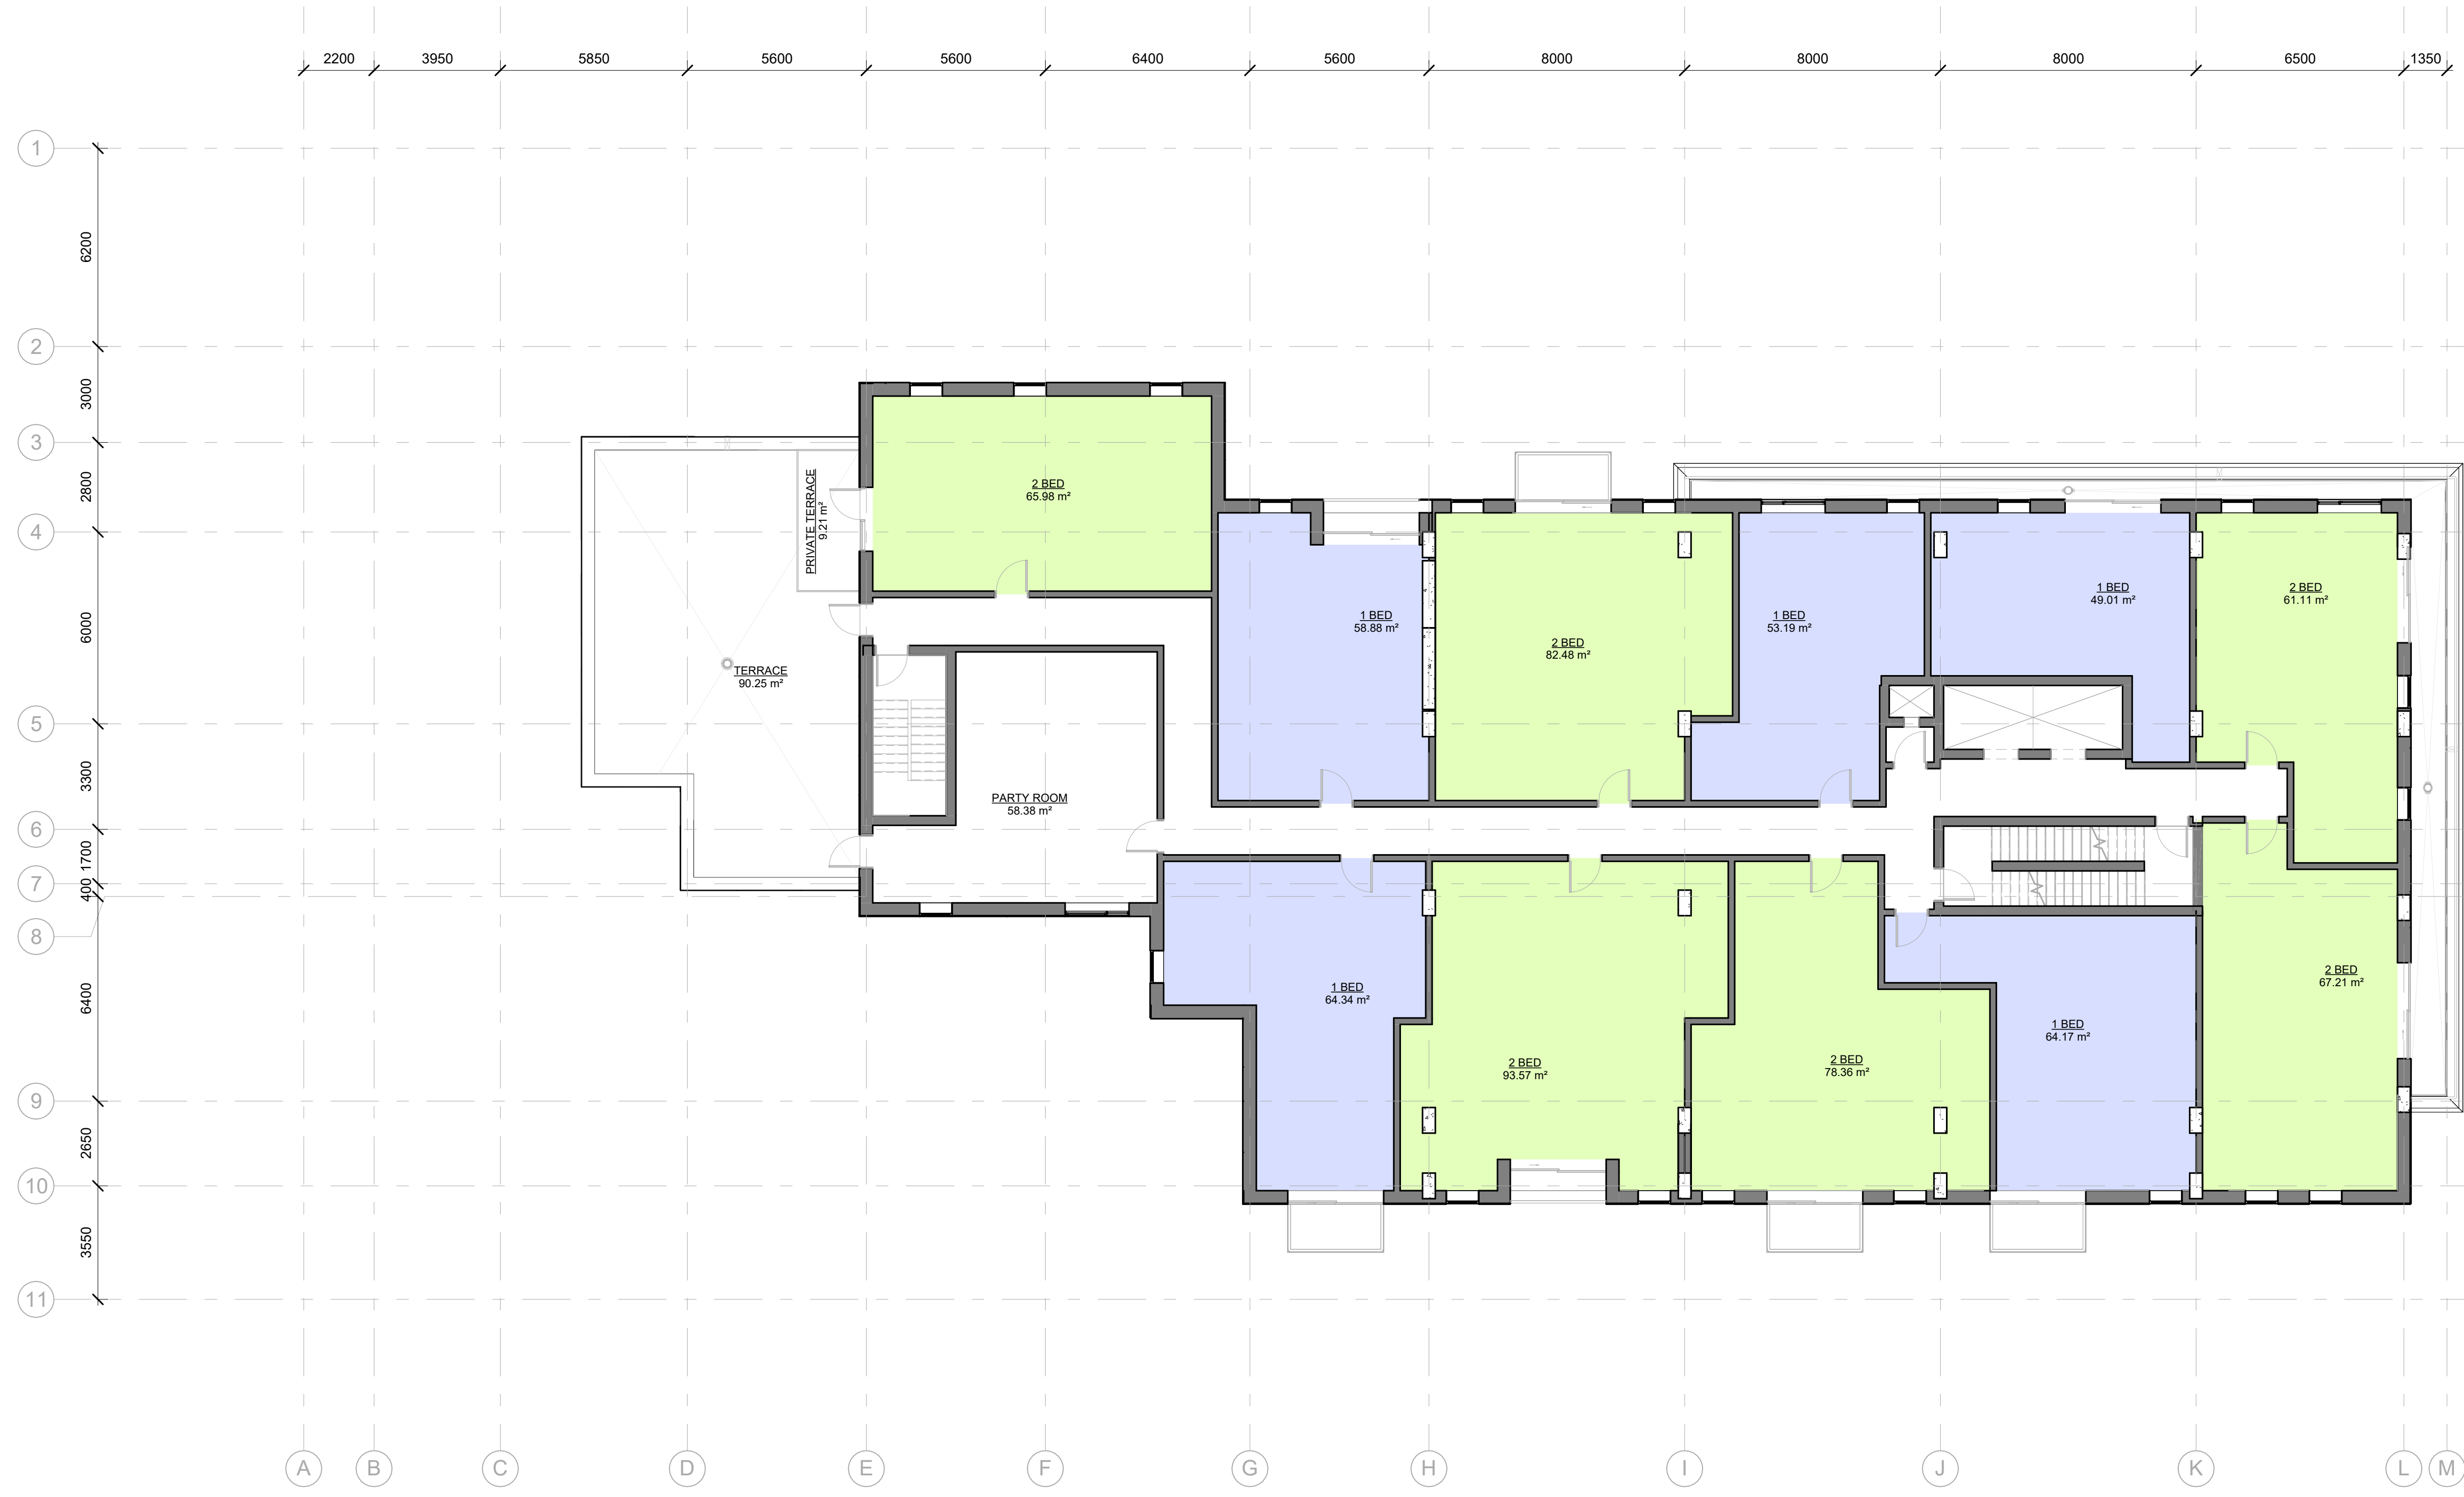 2200 3950 5850 5600 5600 6400 5600 8000 8000 8000 6500 1350
1
6200
2
3000
3
2800
4
6000
5
3300
6
1700
7
400
8
6400
9
2650
10
3550
11
2 BED
65.98 m²
PRIVATE TERRACE
9.21 m²
TERRACE
90.25 m²
PARTY ROOM
58.38 m²
1 BED
58.88 m²
2 BED
82.48 m²
1 BED
53.19 m²
1 BED
49.01 m²
2 BED
61.11 m²
1 BED
64.34 m²
2 BED
93.57 m²
2 BED
78.36 m²
1 BED
64.17 m²
2 BED
67.21 m²
A B C D E F G H I J K L M